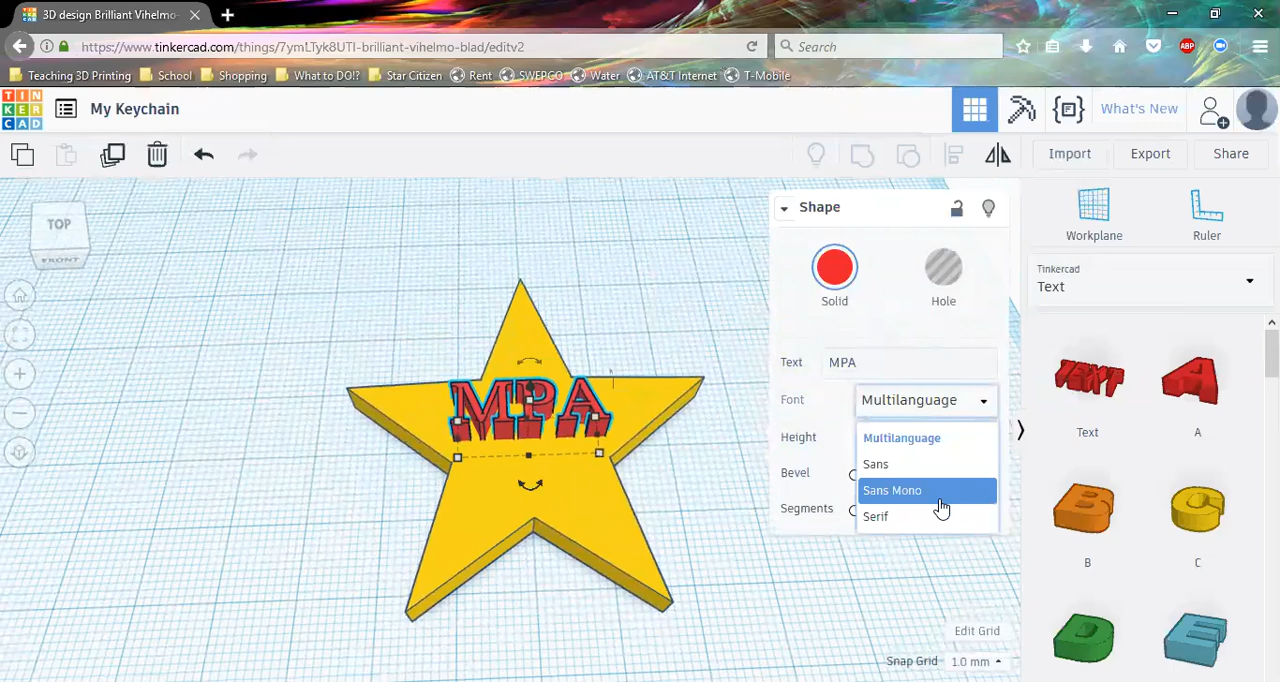 3D design Brilliant Vihelmo-
https://www.tinkercad.com/things/7ymLTyk8UTI-brilliant-vihelmo-blad/editv2
Search
ABP
Teaching 3D Printing School Shopping What to DO!? Star Citizen Rent SWEPCO Water AT&T Internet T-Mobile
TIN
KER
CAD
My Keychain
What's New
Import Export Share
TOP
FRONT
Shape
Solid Hole
Text MPA
Font Multilanguage
Multilanguage
Sans
Sans Mono
Serif
Height
Bevel
Segments
MPA
Workplane Ruler
Tinkercad
Text
TEXT A
Text A
B C
B C
D E
Edit Grid
Snap Grid 1.0 mm